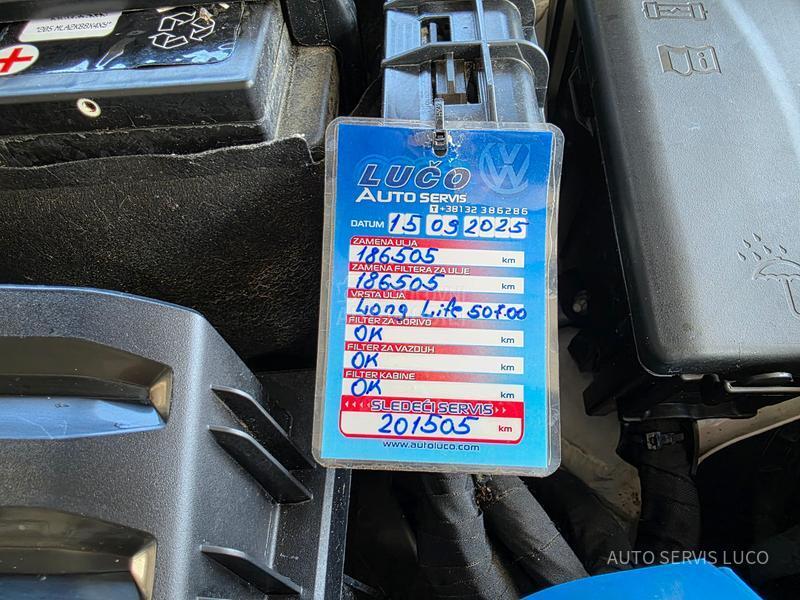 "205 MLA2K88X4XY"
LUČO
AUTO SERVIS
T +38132 386286
DATUM 15 09 2025
ZAMENA ULJA
186505 km
ZAMENA FILTERA ZA ULJE
186505 km
VRSTA ULJA
Long Life 507.00
FILTER ZA GORIVO
OK km
FILTER ZA VAZDUH
OK km
FILTER KABINE
OK km
SLEDEĆI SERVIS
201505 km
www.autoluco.com
AUTO SERVIS LUCO